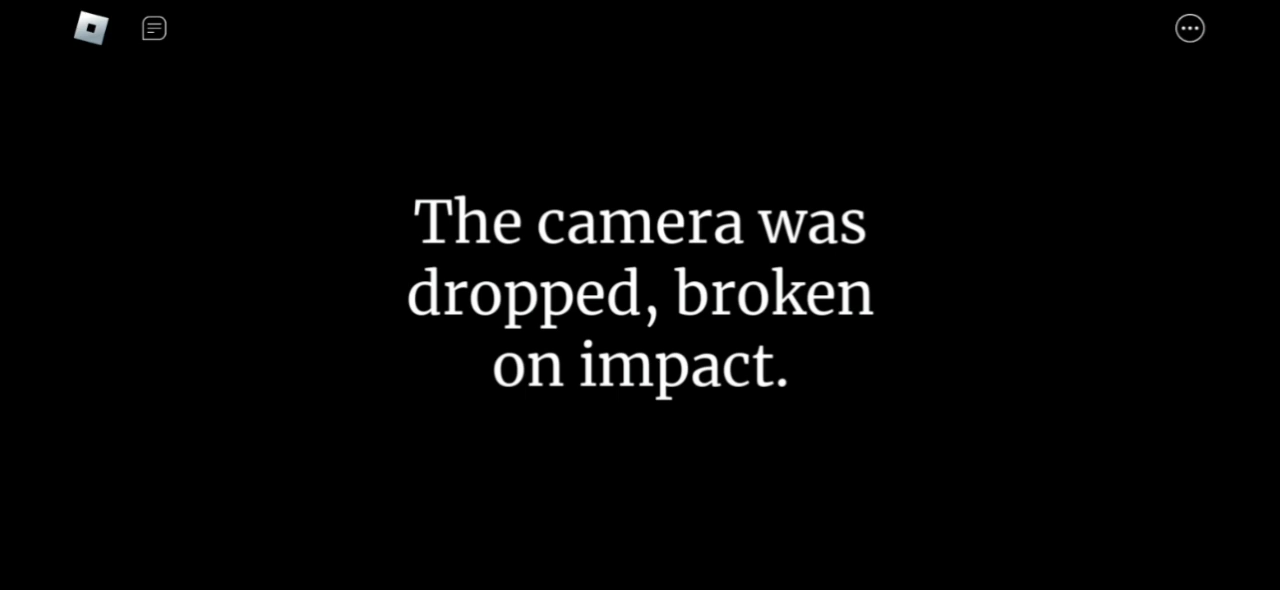 The camera was
dropped, broken
on impact.